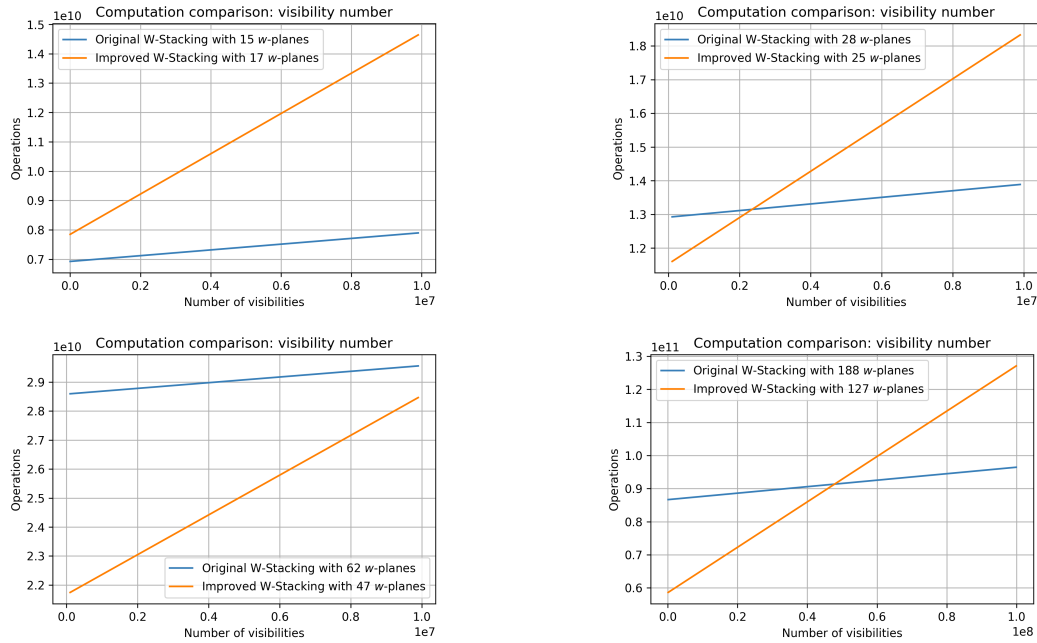 Computation comparison: visibility number
1e10
1.5
1.4
1.3
1.2
1.1
1.0
0.9
0.8
0.7
Operations
Original W-Stacking with 15 w-planes
Improved W-Stacking with 17 w-planes
0.0 0.2 0.4 0.6 0.8 1.0
1e7
Number of visibilities
Computation comparison: visibility number
1e10
1.8
1.7
1.6
1.5
1.4
1.3
1.2
Operations
Original W-Stacking with 28 w-planes
Improved W-Stacking with 25 w-planes
0.0 0.2 0.4 0.6 0.8 1.0
1e7
Number of visibilities
Computation comparison: visibility number
1e10
2.9
2.8
2.7
2.6
2.5
2.4
2.3
2.2
Operations
Original W-Stacking with 62 w-planes
Improved W-Stacking with 47 w-planes
0.0 0.2 0.4 0.6 0.8 1.0
1e7
Number of visibilities
Computation comparison: visibility number
1e11
1.3
1.2
1.1
1.0
0.9
0.8
0.7
0.6
Operations
Original W-Stacking with 188 w-planes
Improved W-Stacking with 127 w-planes
0.0 0.2 0.4 0.6 0.8 1.0
1e8
Number of visibilities